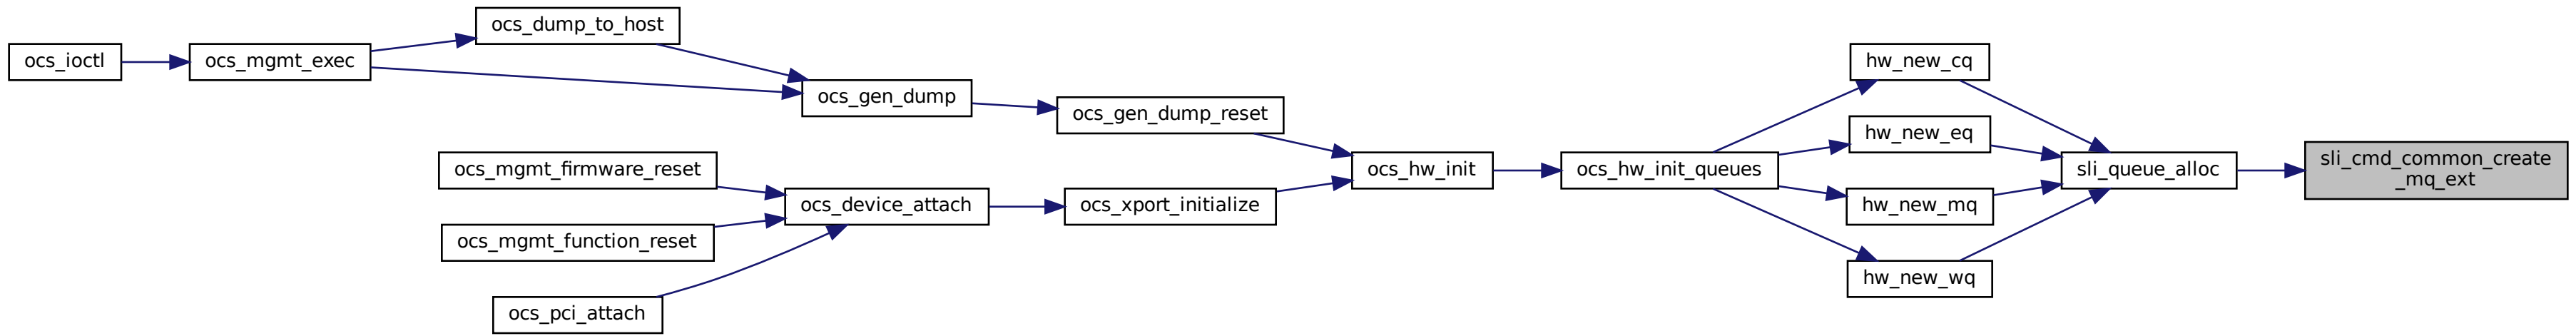 ocs_ioctl
ocs_mgmt_exec
ocs_dump_to_host
ocs_gen_dump
ocs_gen_dump_reset
ocs_mgmt_firmware_reset
ocs_mgmt_function_reset
ocs_pci_attach
ocs_device_attach
ocs_xport_initialize
ocs_hw_init
ocs_hw_init_queues
hw_new_cq
hw_new_eq
hw_new_mq
hw_new_wq
sli_queue_alloc
sli_cmd_common_create
_mq_ext